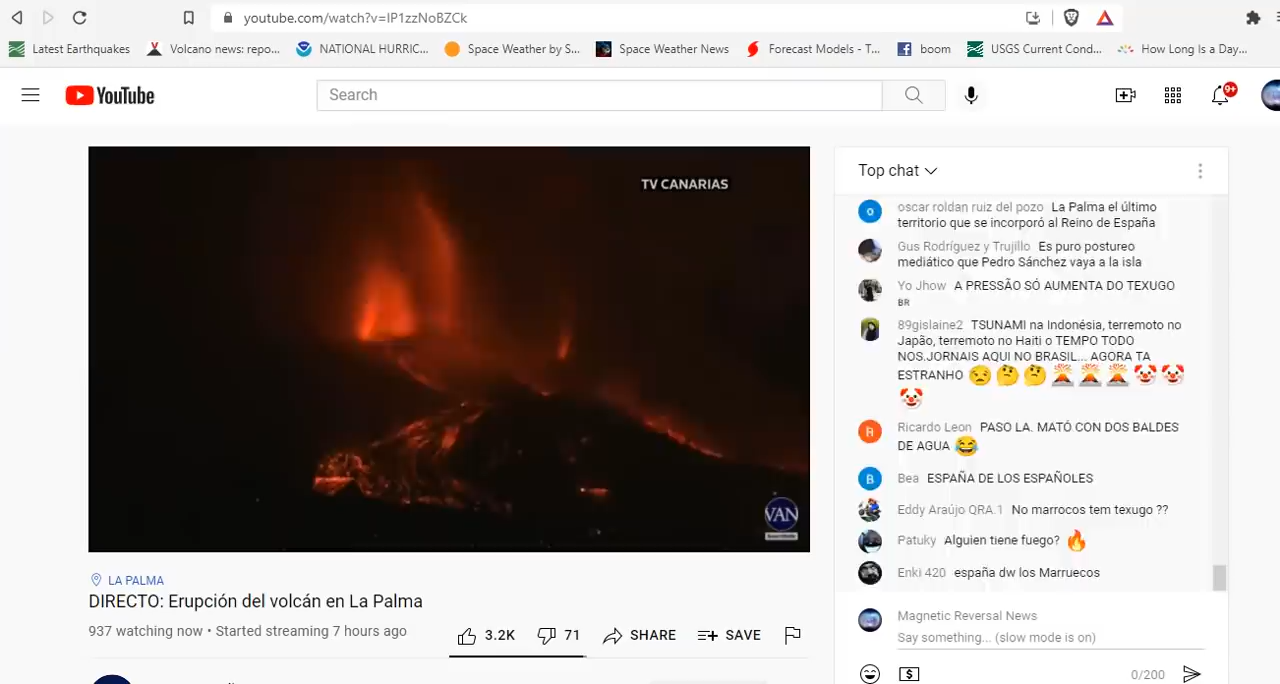 youtube.com/watch?v=IP1zzNoBZCk
Latest Earthquakes
Volcano news: repo...
NATIONAL HURRIC...
Space Weather by S...
Space Weather News
Forecast Models - T...
boom
USGS Current Cond...
How Long Is a Day...
YouTube
Search
9+
TV CANARIAS
VAN
LA PALMA
DIRECTO: Erupción del volcán en La Palma
937 watching now • Started streaming 7 hours ago
3.2K
71
SHARE
SAVE
Top chat
oscar roldan ruiz del pozo La Palma el último
territorio que se incorporó al Reino de España
Gus Rodríguez y Trujillo Es puro postureo
mediático que Pedro Sánchez vaya a la isla
Yo Jhow A PRESSÃO SÓ AUMENTA DO TEXUGO
BR
89gislaine2 TSUNAMI na Indonésia, terremoto no
Japão, terremoto no Haiti o TEMPO TODO
NOS.JORNAIS AQUI NO BRASIL... AGORA TA
ESTRANHO 😒🤔🤔🌋🌋🌋🤡🤡
🤡
R
Ricardo Leon PASO LA. MATÓ CON DOS BALDES
DE AGUA 😂
B
Bea ESPAÑA DE LOS ESPAÑOLES
Eddy Araújo QRA.1 No marrocos tem texugo ??
Patuky Alguien tiene fuego? 🔥
Enki 420 españa dw los Marruecos
Magnetic Reversal News
Say something... (slow mode is on)
0/200